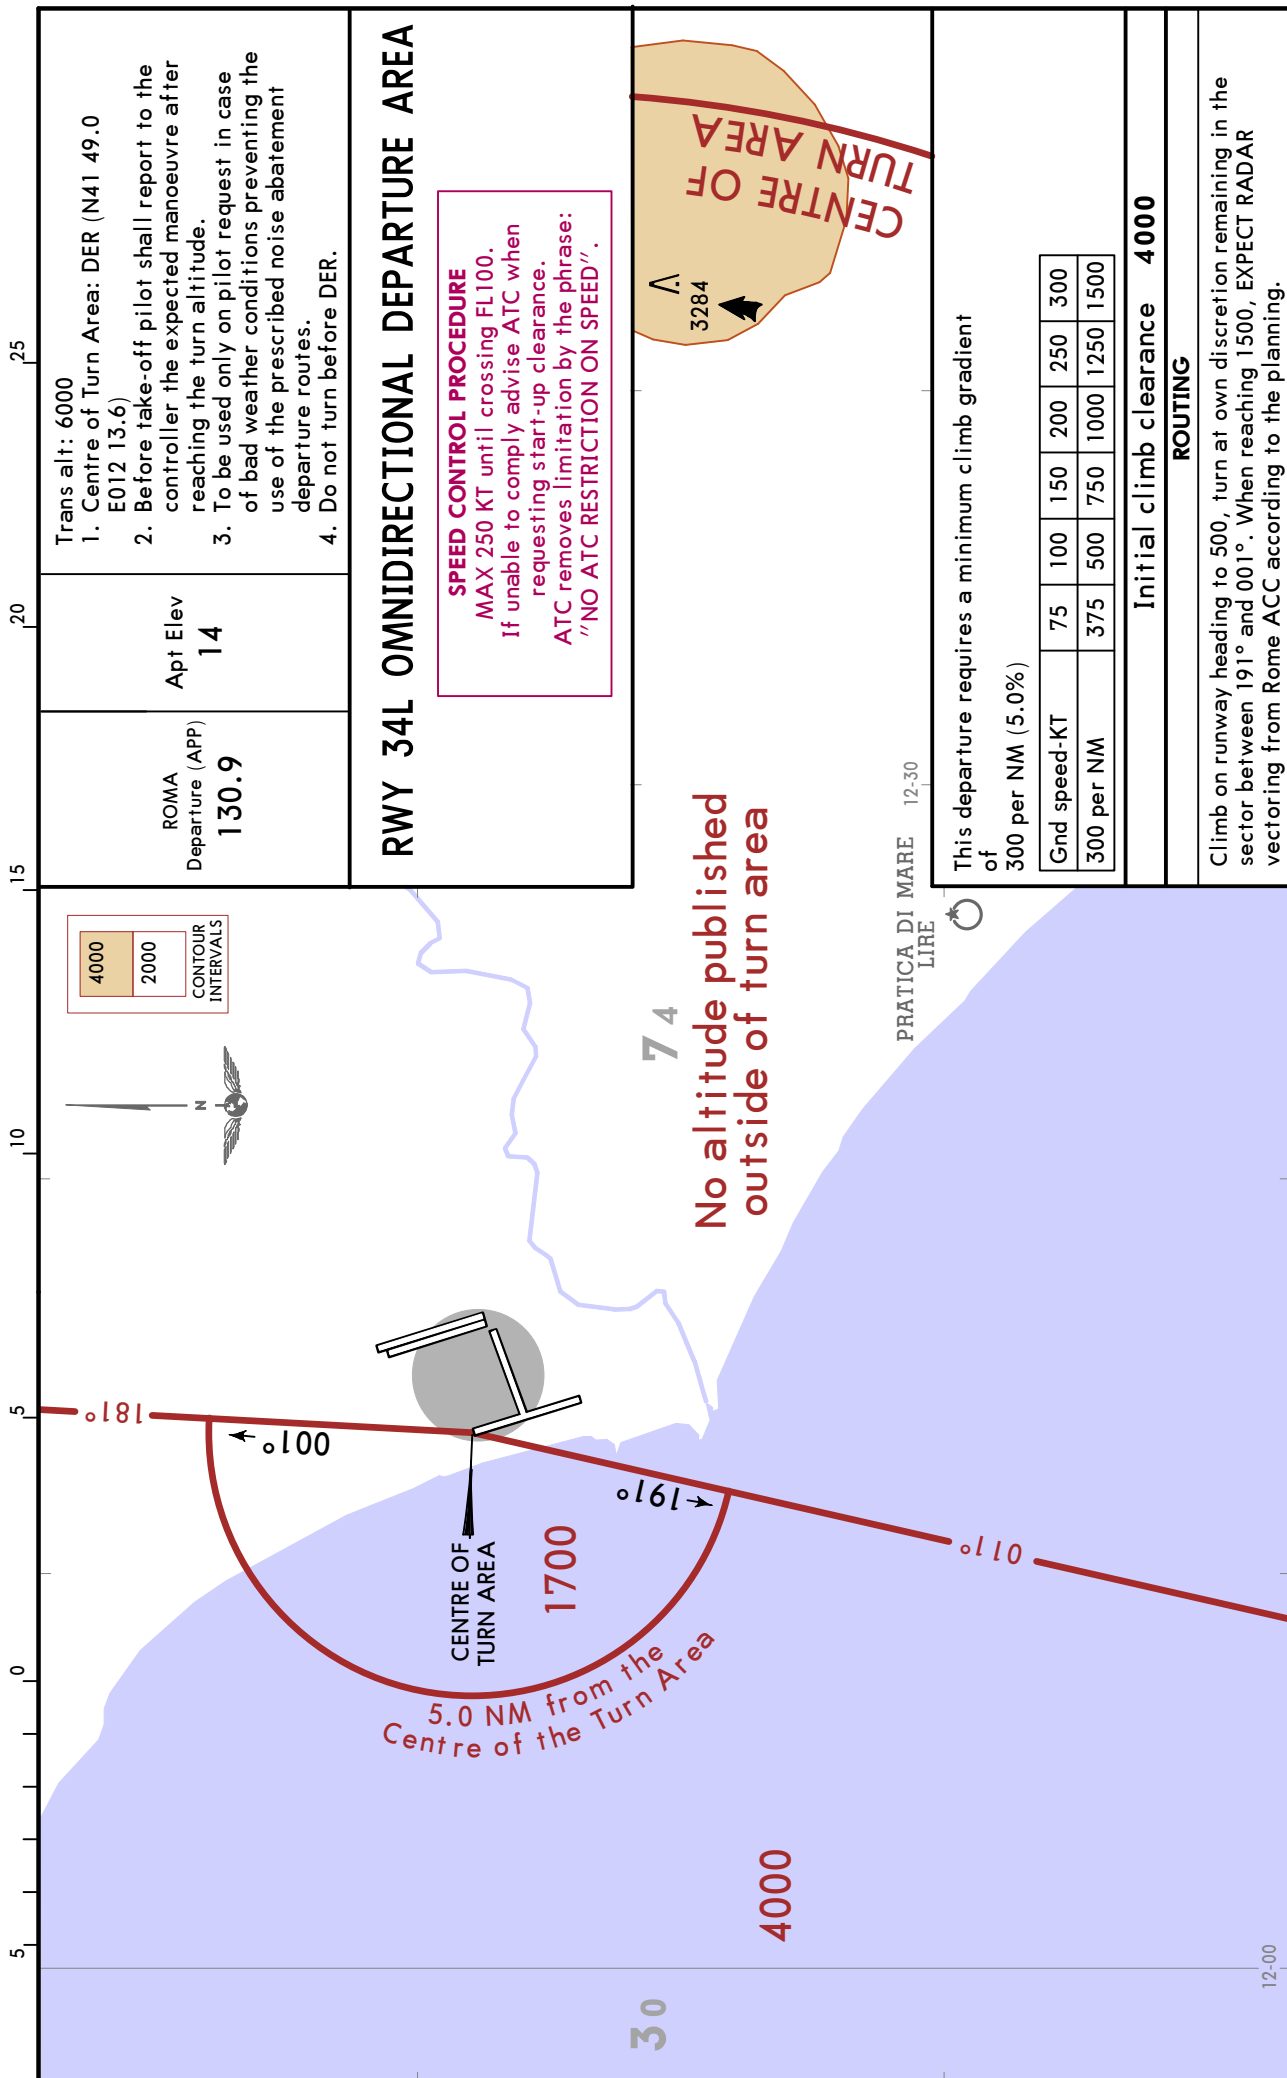 ROMA
Departure (APP)
130.9
Apt Elev
14
Trans alt: 6000
1. Centre of Turn Area: DER (N41 49.0
E012 13.6)
2. Before take-off pilot shall report to the
controller the expected manoeuvre after
reaching the turn altitude.
3. To be used only on pilot request in case
of bad weather conditions preventing the
use of the prescribed noise abatement
departure routes.
4. Do not turn before DER.
RWY 34L OMNIDIRECTIONAL DEPARTURE AREA
SPEED CONTROL PROCEDURE
MAX 250 KT until crossing FL100.
If unable to comply advise ATC when
requesting start-up clearance.
ATC removes limitation by the phrase:
"NO ATC RESTRICTION ON SPEED".
5
0
5
10
15
20
25
4000
2000
CONTOUR
INTERVALS
N
181°
001°
CENTRE OF
TURN AREA
1700
191°
011°
5.0 NM from the
Centre of the Turn Area
4000
30
74
No altitude published
outside of turn area
3284
CENTRE OF
TURN AREA
PRATICA DI MARE
LIRE
12-30
12-00
This departure requires a minimum climb gradient
of
300 per NM (5.0%)
Gnd speed-KT 75 100 150 200 250 300
300 per NM 375 500 750 1000 1250 1500
Initial climb clearance 4000
ROUTING
Climb on runway heading to 500, turn at own discretion remaining in the
sector between 191° and 001°. When reaching 1500, EXPECT RADAR
vectoring from Rome ACC according to the planning.